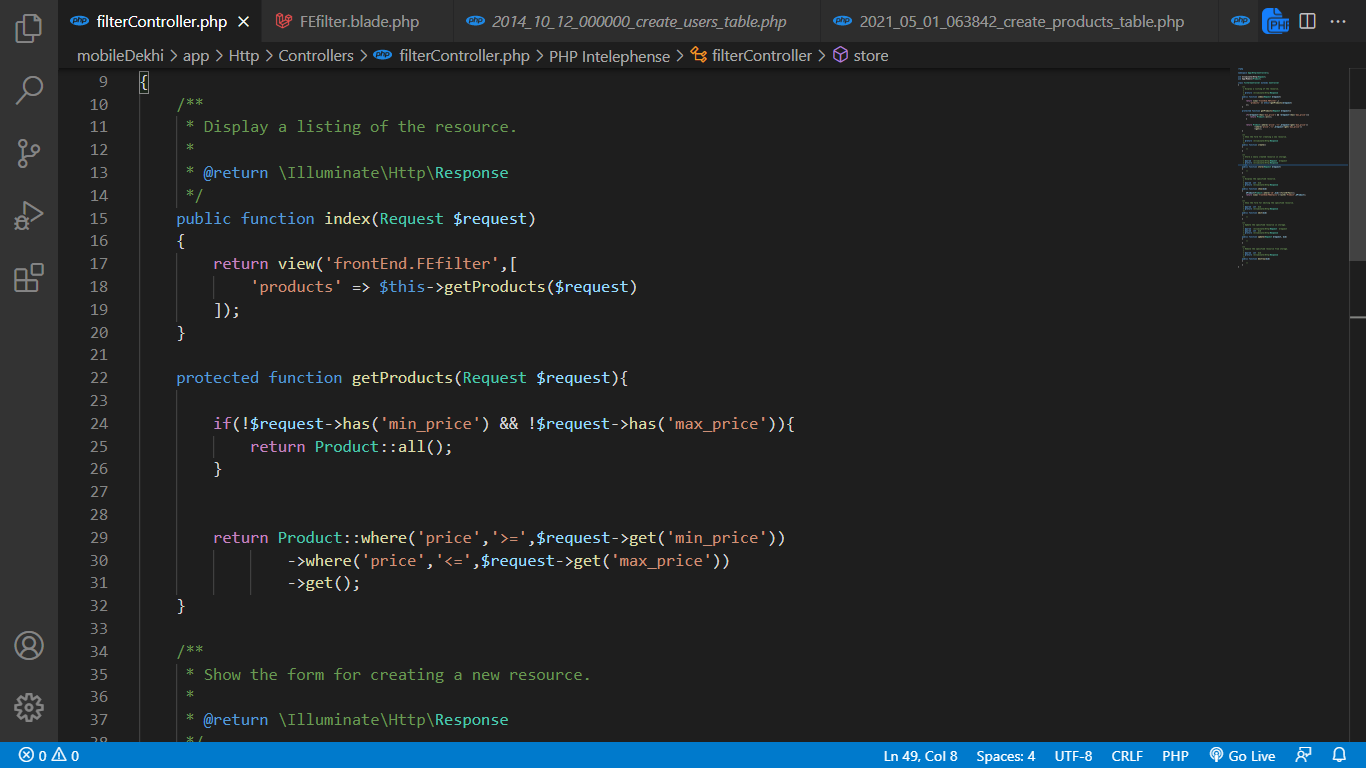 filterController.php FEfilter.blade.php 2014_10_12_000000_create_users_table.php 2021_05_01_063842_create_products_table.php
mobileDekhi > app > Http > Controllers > filterController.php > PHP Intelephense > filterController > store
9 {
10 /**
11 * Display a listing of the resource.
12 *
13 * @return \Illuminate\Http\Response
14 */
15 public function index(Request $request)
16 {
17 return view('frontEnd.FEfilter',[
18 'products' => $this->getProducts($request)
19 ]);
20 }
21
22 protected function getProducts(Request $request){
23
24 if(!$request->has('min_price') && !$request->has('max_price')){
25 return Product::all();
26 }
27
28
29 return Product::where('price','>=',$request->get('min_price'))
30 ->where('price','<=',$request->get('max_price'))
31 ->get();
32 }
33
34 /**
35 * Show the form for creating a new resource.
36 *
37 * @return \Illuminate\Http\Response
38 */
0 0 Ln 49, Col 8 Spaces: 4 UTF-8 CRLF PHP Go Live